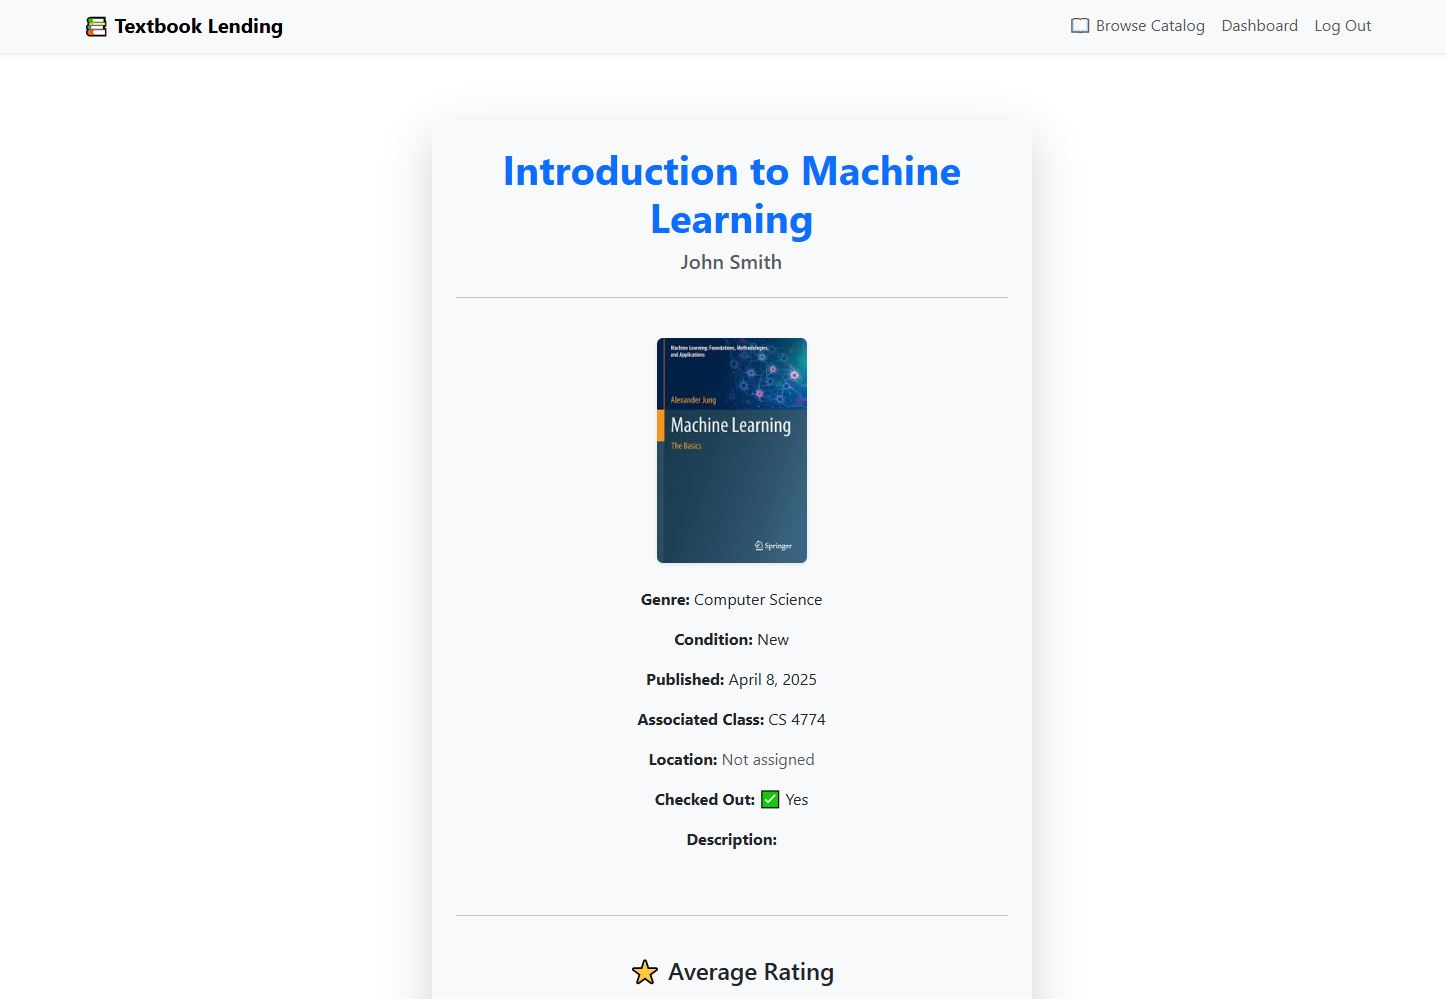 Textbook Lending
Browse Catalog Dashboard Log Out
Introduction to Machine
Learning
John Smith
Machine Learning: Foundations, Methodologies,
and Applications
Alexander Jung
Machine Learning
The Basics
Springer
Genre: Computer Science
Condition: New
Published: April 8, 2025
Associated Class: CS 4774
Location: Not assigned
Checked Out: ✅ Yes
Description:
⭐ Average Rating